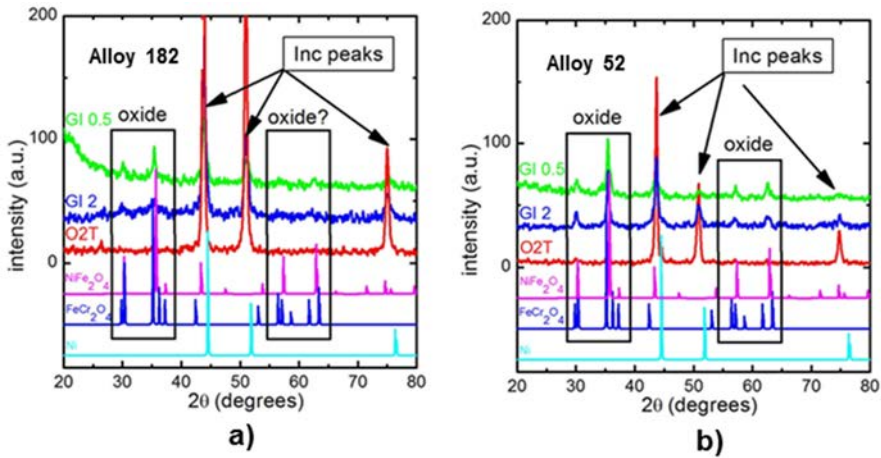 200
Alloy 182
Inc peaks
oxide
oxide?
GI 0.5
100
GI 2
O2T
0
NiFe2O4
FeCr2O4
Ni
intensity (a.u.)
20 30 40 50 60 70 80
2θ (degrees)
a)
200
Alloy 52
Inc peaks
oxide
oxide
100
GI 0.5
GI 2
O2T
0
NiFe2O4
FeCr2O4
Ni
intensity (a.u.)
20 30 40 50 60 70 80
2θ (degrees)
b)